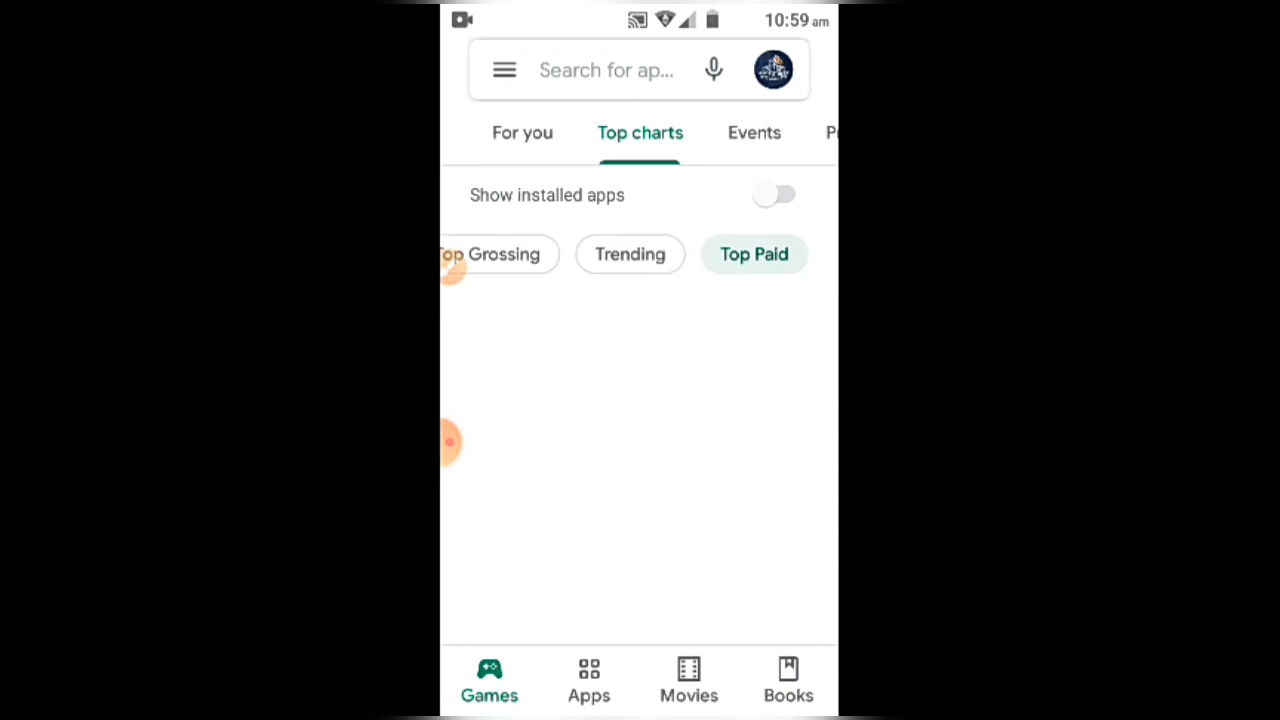 10:59 am
Search for ap...
For you Top charts Events
Show installed apps
op Grossing Trending Top Paid
Games Apps Movies Books